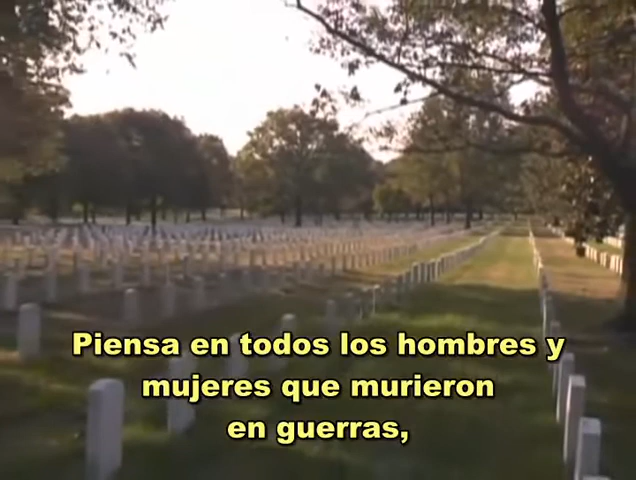 Piensa en todos los hombres y
mujeres que murieron
en guerras,